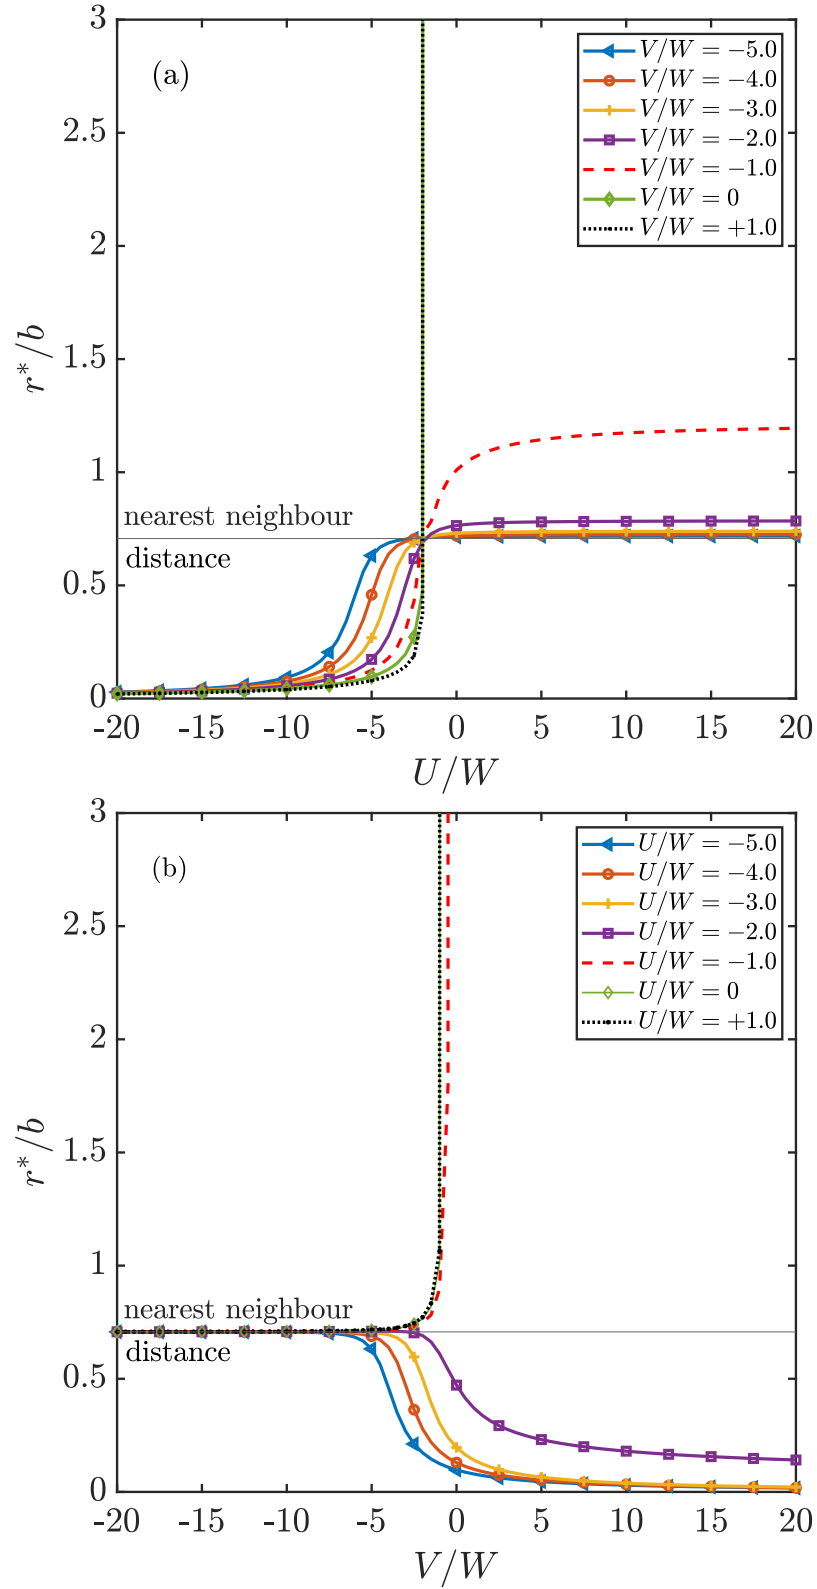 (a)
V/W = −5.0
V/W = −4.0
V/W = −3.0
V/W = −2.0
V/W = −1.0
V/W = 0
V/W = +1.0
3
2.5
2
1.5
1
0.5
0
r*/b
nearest neighbour
distance
-20 -15 -10 -5 0 5 10 15 20
U/W
(b)
U/W = −5.0
U/W = −4.0
U/W = −3.0
U/W = −2.0
U/W = −1.0
U/W = 0
U/W = +1.0
3
2.5
2
1.5
1
0.5
0
r*/b
nearest neighbour
distance
-20 -15 -10 -5 0 5 10 15 20
V/W